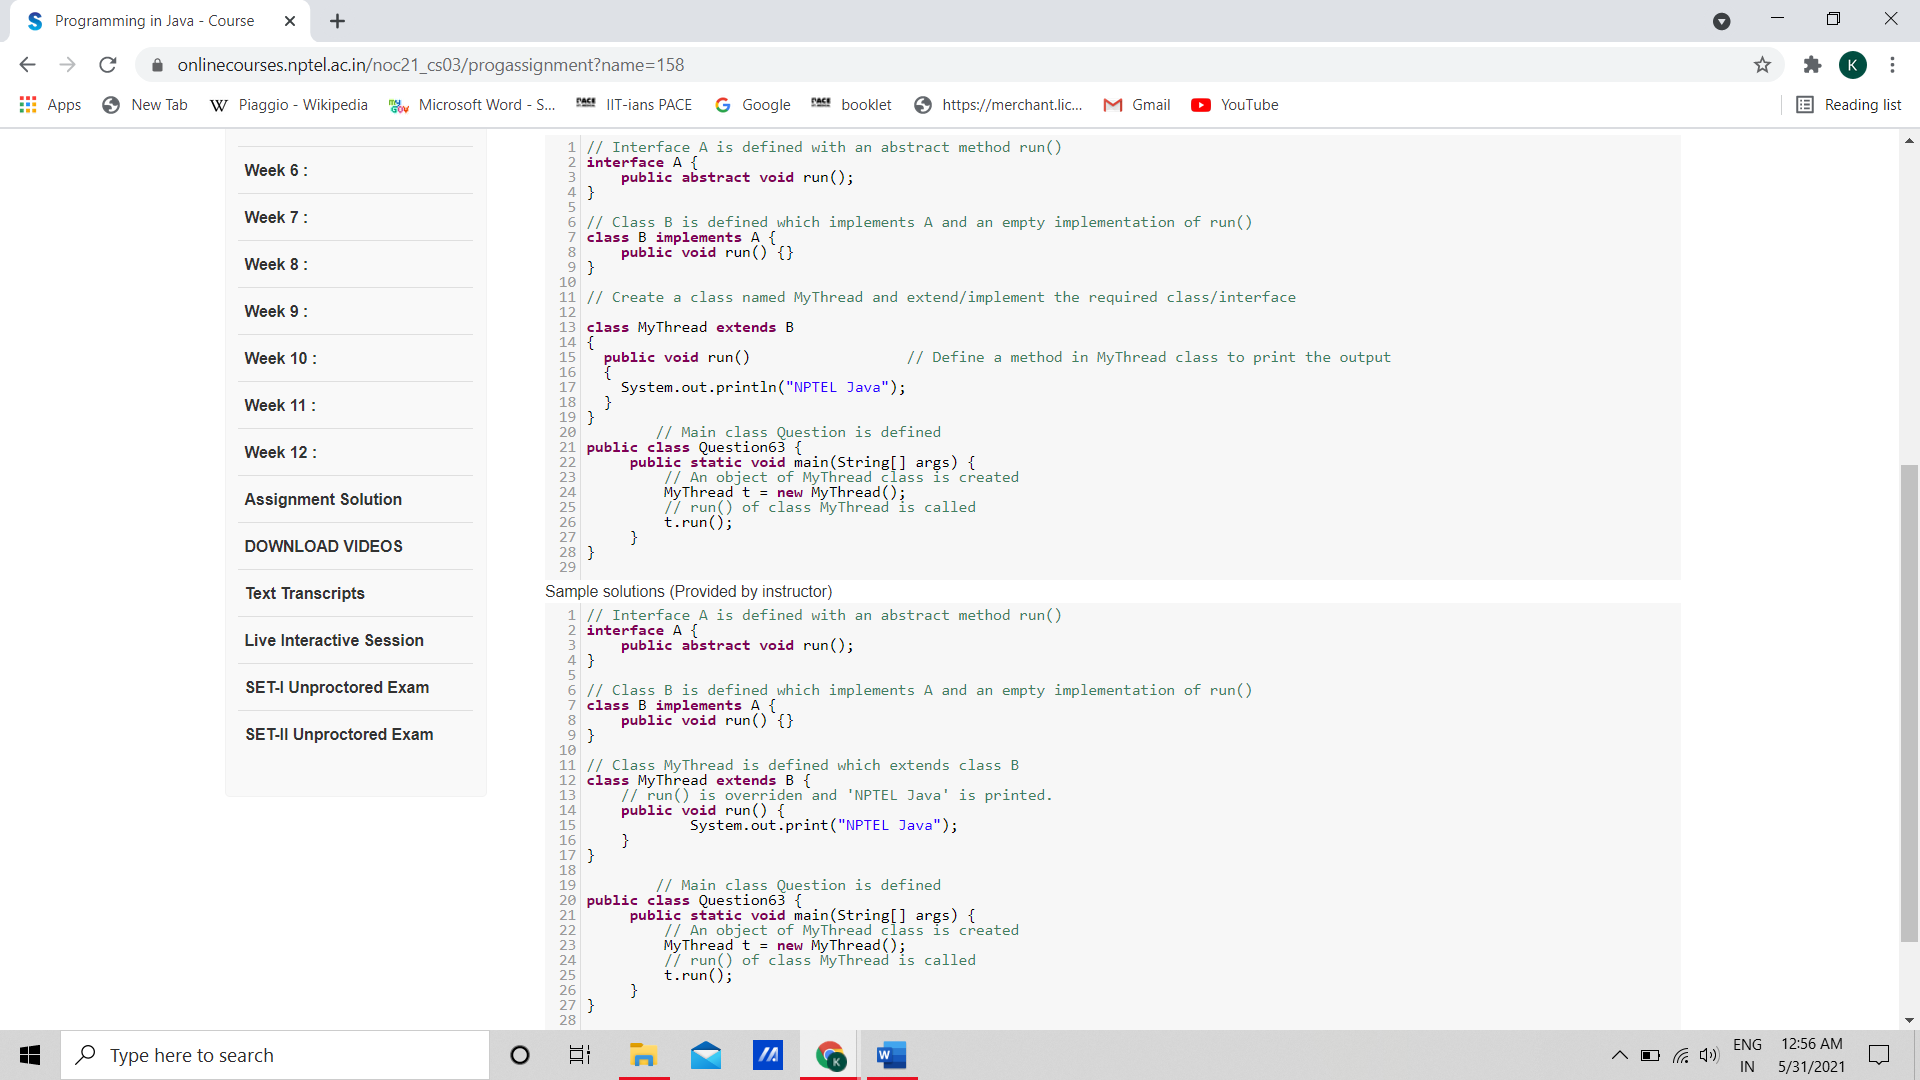 Programming in Java - Course
onlinecourses.nptel.ac.in/noc21_cs03/progassignment?name=158
K
Apps New Tab W Piaggio - Wikipedia Microsoft Word - S... PACE IIT-ians PACE Google PACE booklet https://merchant.lic... Gmail YouTube Reading list
Week 6 :
Week 7 :
Week 8 :
Week 9 :
Week 10 :
Week 11 :
Week 12 :
Assignment Solution
DOWNLOAD VIDEOS
Text Transcripts
Live Interactive Session
SET-I Unproctored Exam
SET-II Unproctored Exam
1 // Interface A is defined with an abstract method run()
2 interface A {
3 public abstract void run();
4 }
5
6 // Class B is defined which implements A and an empty implementation of run()
7 class B implements A {
8 public void run() {}
9 }
10
11 // Create a class named MyThread and extend/implement the required class/interface
12
13 class MyThread extends B
14 {
15 public void run() // Define a method in MyThread class to print the output
16 {
17 System.out.println("NPTEL Java");
18 }
19 }
20 // Main class Question is defined
21 public class Question63 {
22 public static void main(String[] args) {
23 // An object of MyThread class is created
24 MyThread t = new MyThread();
25 // run() of class MyThread is called
26 t.run();
27 }
28 }
29
Sample solutions (Provided by instructor)
1 // Interface A is defined with an abstract method run()
2 interface A {
3 public abstract void run();
4 }
5
6 // Class B is defined which implements A and an empty implementation of run()
7 class B implements A {
8 public void run() {}
9 }
10
11 // Class MyThread is defined which extends class B
12 class MyThread extends B {
13 // run() is overriden and 'NPTEL Java' is printed.
14 public void run() {
15 System.out.print("NPTEL Java");
16 }
17 }
18
19 // Main class Question is defined
20 public class Question63 {
21 public static void main(String[] args) {
22 // An object of MyThread class is created
23 MyThread t = new MyThread();
24 // run() of class MyThread is called
25 t.run();
26 }
27 }
28
Type here to search
K
W
ENG
IN
12:56 AM
5/31/2021